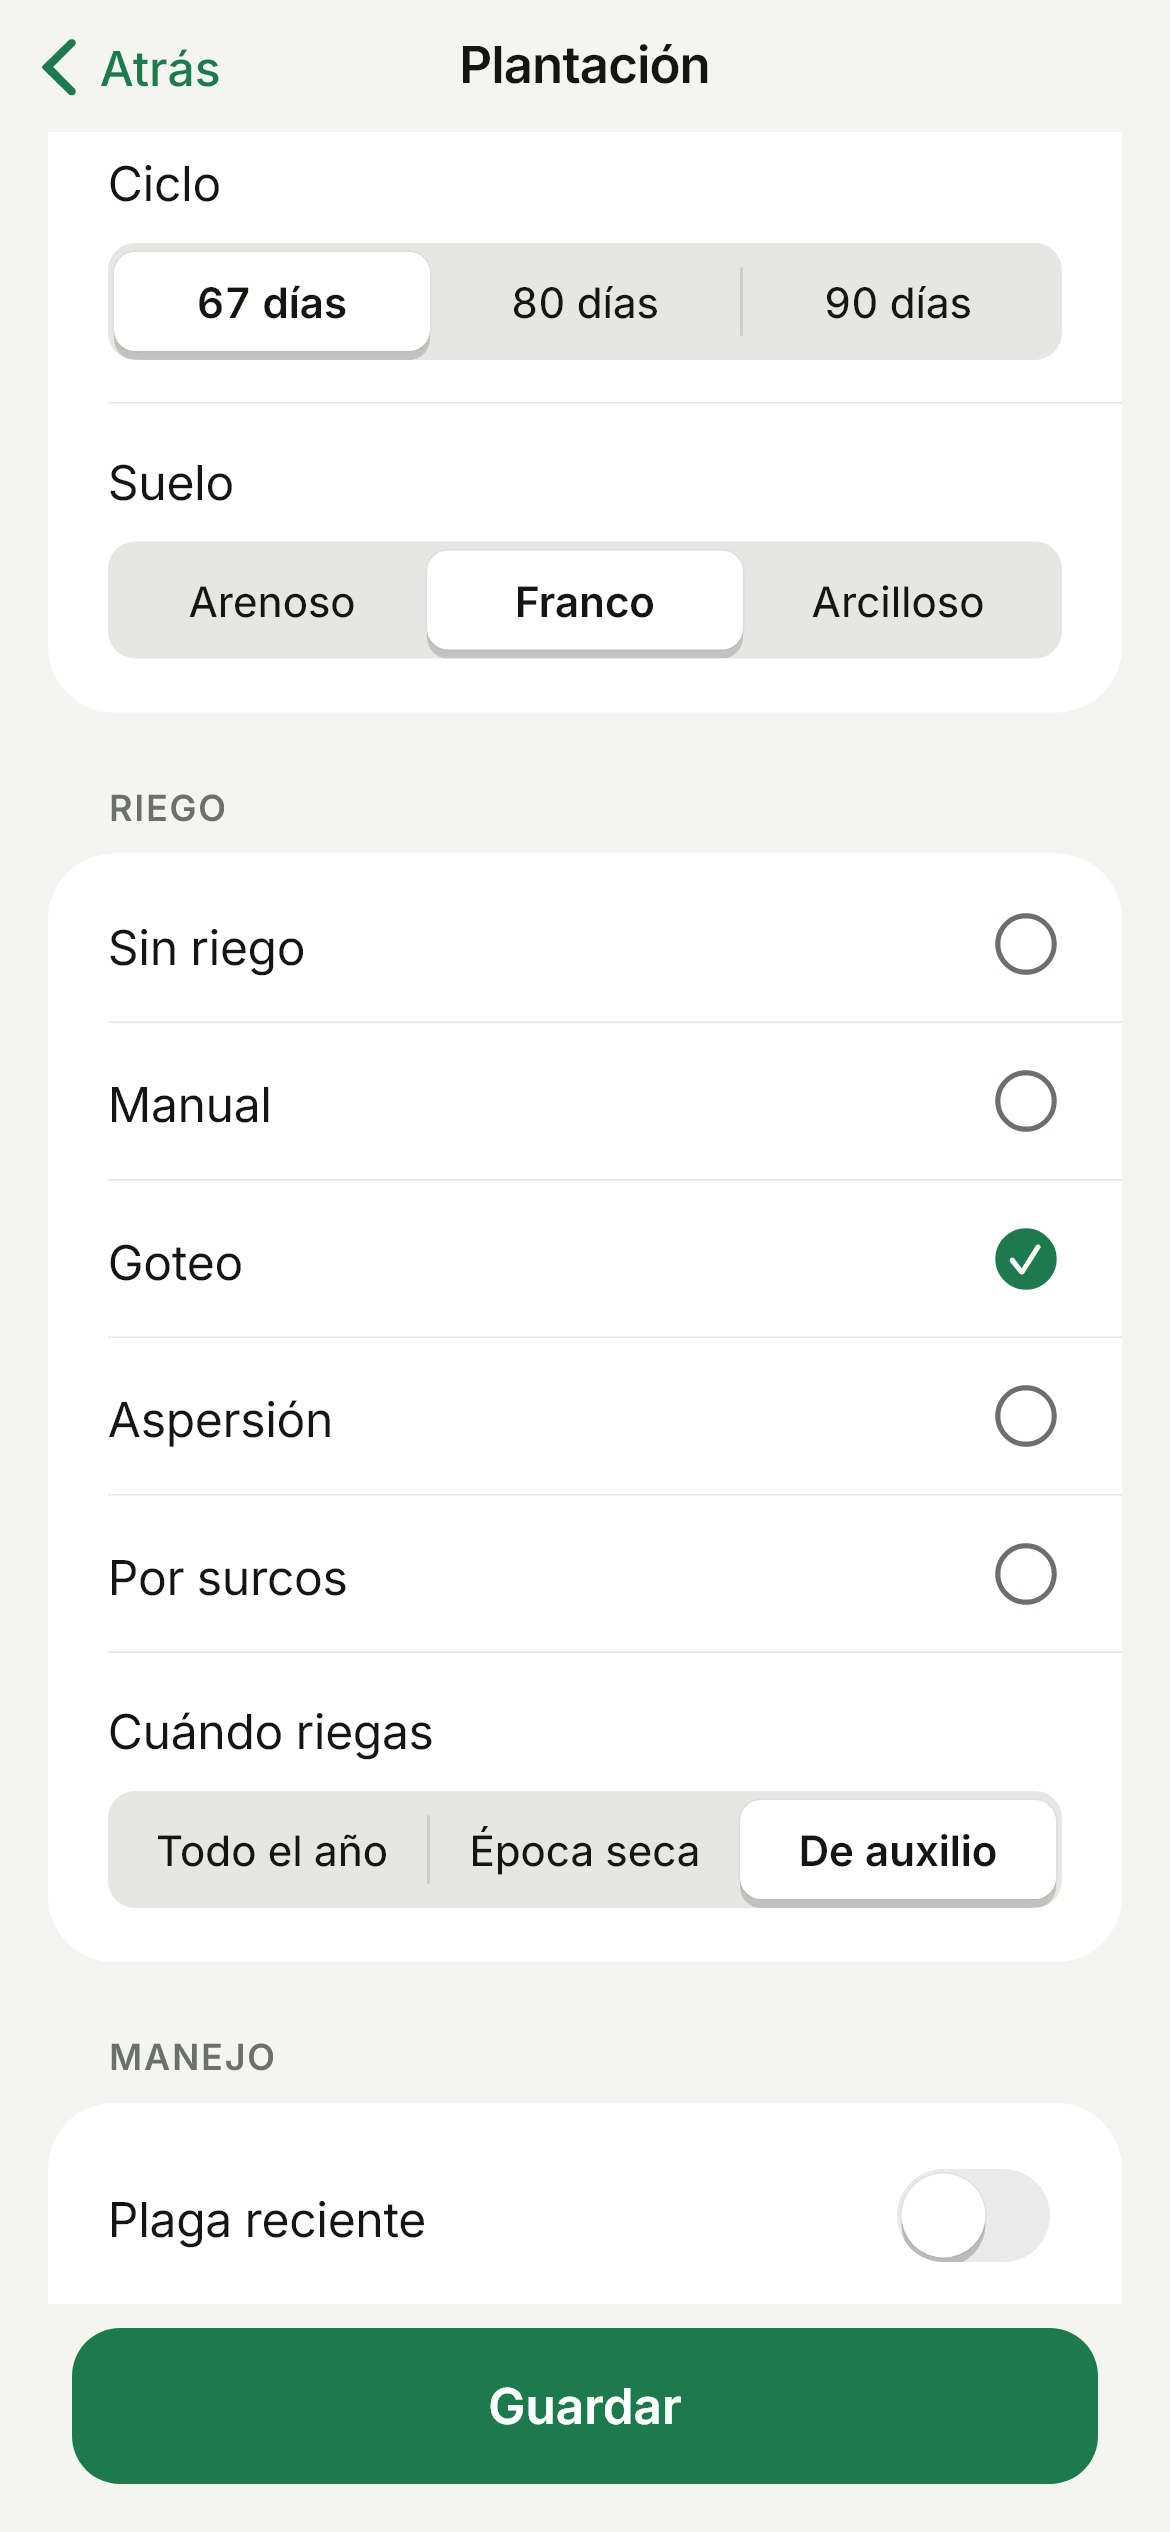 Atrás
Plantación
Ciclo
67 días
80 días
90 días
Suelo
Arenoso
Franco
Arcilloso
RIEGO
Sin riego
Manual
Goteo
Aspersión
Por surcos
Cuándo riegas
Todo el año
Época seca
De auxilio
MANEJO
Plaga reciente
Guardar